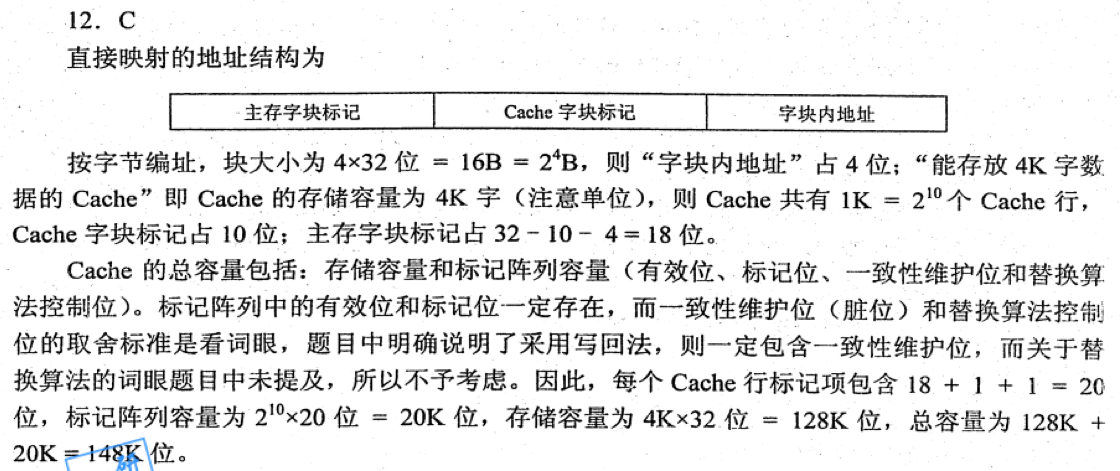 12. C
直接映射的地址结构为
主存字块标记 Cache 字块标记 字块内地址
按字节编址，块大小为 4×32 位 = 16B = 2⁴B，则“字块内地址”占 4 位；“能存放 4K 字数
据的 Cache”即 Cache 的存储容量为 4K 字（注意单位），则 Cache 共有 1K = 2¹⁰个 Cache 行，
Cache 字块标记占 10 位；主存字块标记占 32－10－4＝18 位。
Cache 的总容量包括：存储容量和标记阵列容量（有效位、标记位、一致性维护位和替换算
法控制位）。标记阵列中的有效位和标记位一定存在，而一致性维护位（脏位）和替换算法控制
位的取舍标准是看词眼，题目中明确说明了采用写回法，则一定包含一致性维护位，而关于替
换算法的词眼题目中未提及，所以不予考虑。因此，每个 Cache 行标记项包含 18 + 1 + 1 = 20
位，标记阵列容量为 2¹⁰×20 位 = 20K 位，存储容量为 4K×32 位 = 128K 位，总容量为 128K +
20K = 148K 位。